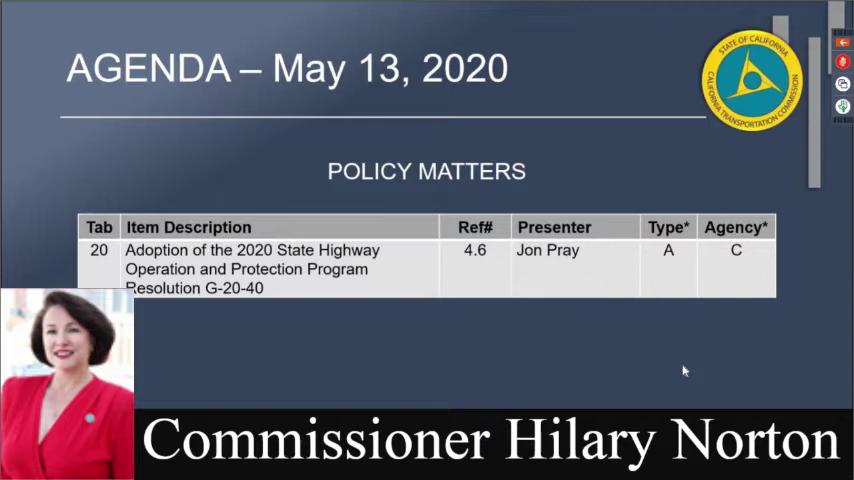 AGENDA – May 13, 2020
STATE OF CALIFORNIA
CALIFORNIA TRANSPORTATION COMMISSION
POLICY MATTERS
Tab Item Description Ref# Presenter Type* Agency*
20 Adoption of the 2020 State Highway 4.6 Jon Pray A C
Operation and Protection Program
Resolution G-20-40
Commissioner Hilary Norton